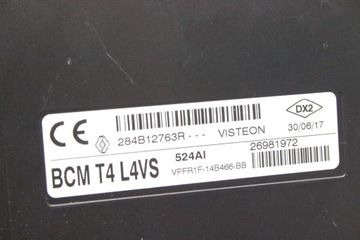 CE
DX2
284B12763R--- VISTEON 30/06/17
BCM T4 L4VS 524AI 26981972
VPFR1F-14B466-BB